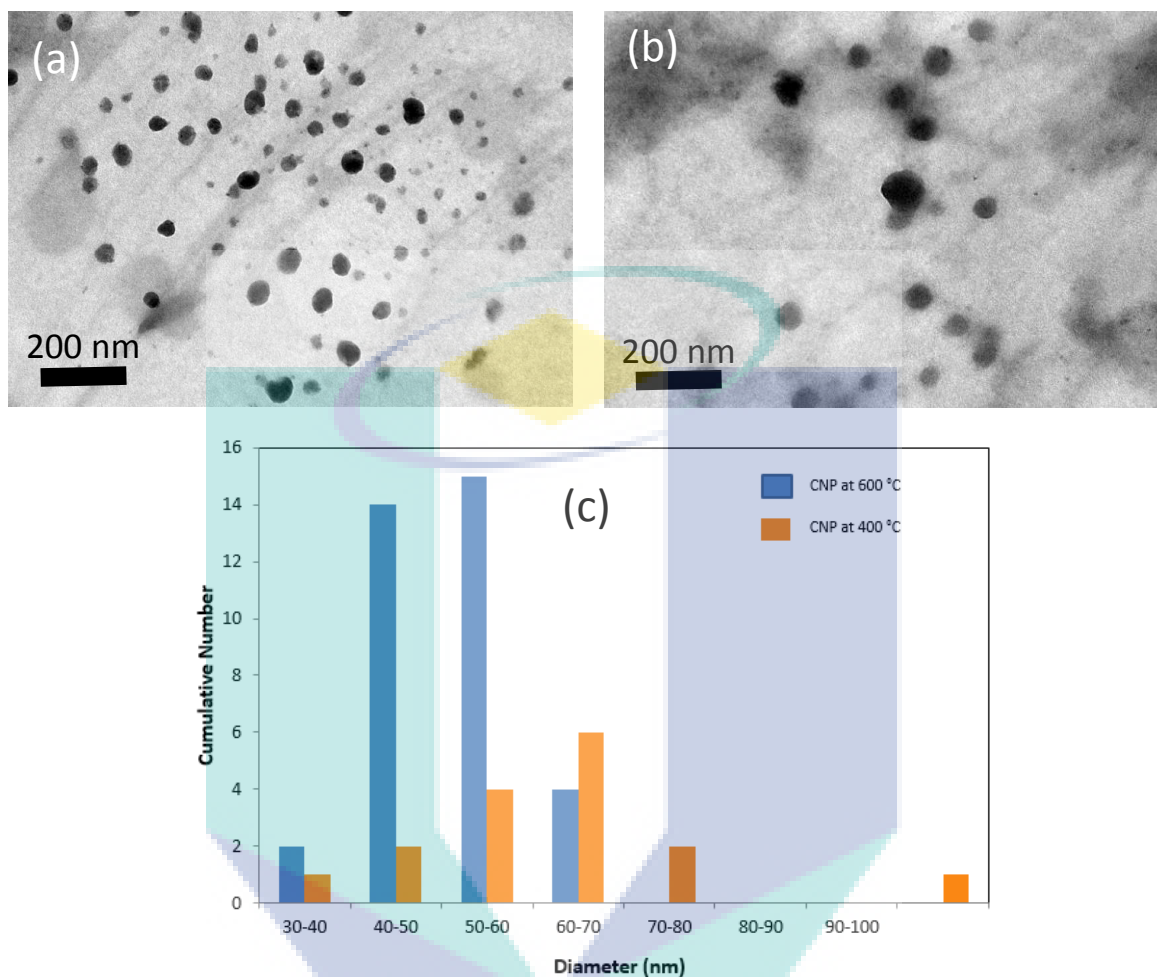 (a)
(b)
200 nm
200 nm
(c)
16
14
12
10
8
6
4
2
0
Cumulative Number
CNP at 600 °C
CNP at 400 °C
30-40 40-50 50-60 60-70 70-80 80-90 90-100
Diameter (nm)